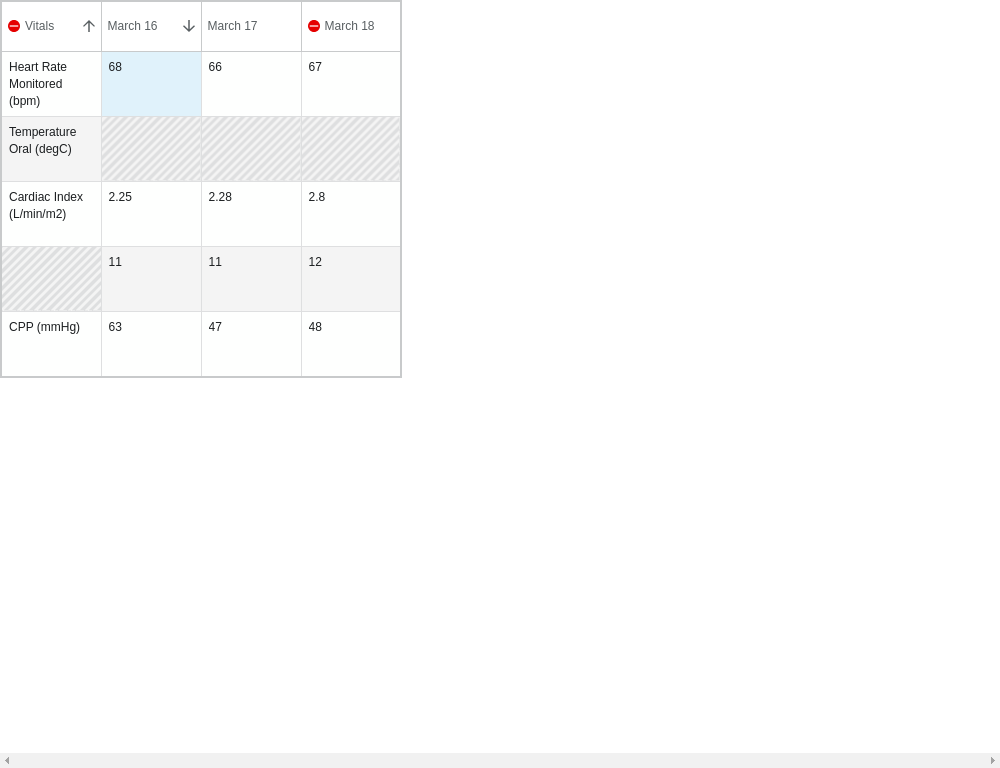 Vitals March 16 March 17 March 18
Heart Rate 68 66 67
Monitored
(bpm)
Temperature
Oral (degC)
Cardiac Index 2.25 2.28 2.8
(L/min/m2)
11 11 12
CPP (mmHg) 63 47 48